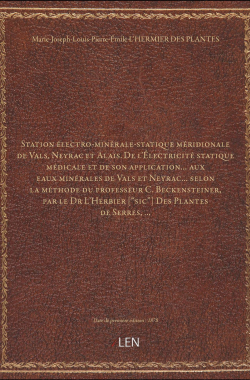 Marie-Joseph-Louis-Pierre-Émile L'HERMIER DES PLANTES
Station électro-minérale-statique méridionale
de Vals, Neyrac et Alais. De l'Électricité statique
médicale et de son application... aux
eaux minérales de Vals et Neyrac... selon
la méthode du professeur C. Beckensteiner,
par le Dr L'Herbier ["sic"] Des Plantes
de Serres, ...
Date de première édition : 1870
LEN